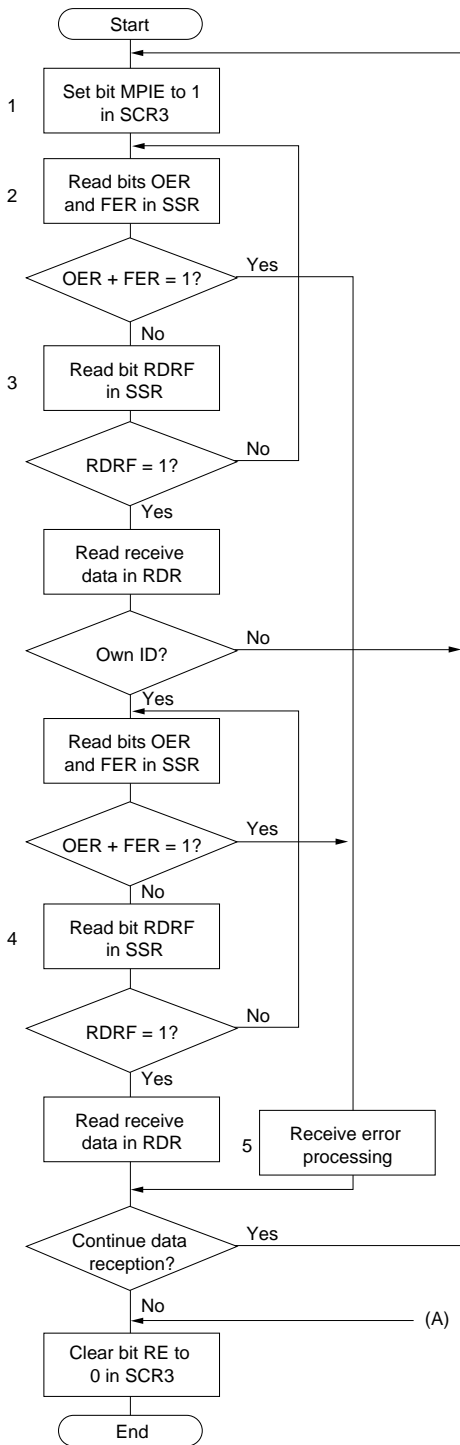 Start
1
Set bit MPIE to 1
in SCR3
2
Read bits OER
and FER in SSR
OER + FER = 1?
Yes
No
3
Read bit RDRF
in SSR
RDRF = 1?
No
Yes
Read receive
data in RDR
Own ID?
No
Yes
Read bits OER
and FER in SSR
OER + FER = 1?
Yes
No
4
Read bit RDRF
in SSR
RDRF = 1?
No
Yes
Read receive
data in RDR
5
Receive error
processing
Continue data
reception?
Yes
No
(A)
Clear bit RE to
0 in SCR3
End